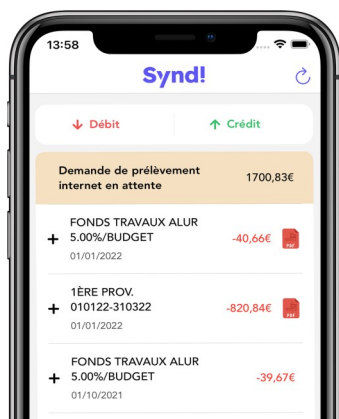 13:58
Synd!
Débit
Crédit
Demande de prélèvement
internet en attente
1700,83€
FONDS TRAVAUX ALUR
5.00%/BUDGET
-40,66€
PDF
01/01/2022
1ÈRE PROV.
010122-310322
-820,84€
PDF
01/01/2022
FONDS TRAVAUX ALUR
5.00%/BUDGET
-39,67€
01/10/2021